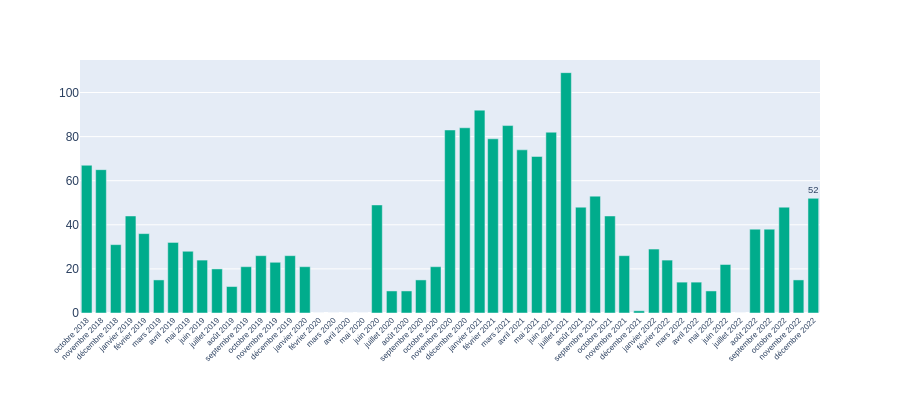 100
80
60
40
20
0
52
octobre 2018
novembre 2018
décembre 2018
janvier 2019
février 2019
mars 2019
avril 2019
mai 2019
juin 2019
juillet 2019
août 2019
septembre 2019
octobre 2019
novembre 2019
décembre 2019
janvier 2020
février 2020
mars 2020
avril 2020
mai 2020
juin 2020
juillet 2020
août 2020
septembre 2020
octobre 2020
novembre 2020
décembre 2020
janvier 2021
février 2021
mars 2021
avril 2021
mai 2021
juin 2021
juillet 2021
août 2021
septembre 2021
octobre 2021
novembre 2021
décembre 2021
janvier 2022
février 2022
mars 2022
avril 2022
mai 2022
juin 2022
juillet 2022
août 2022
septembre 2022
octobre 2022
novembre 2022
décembre 2022